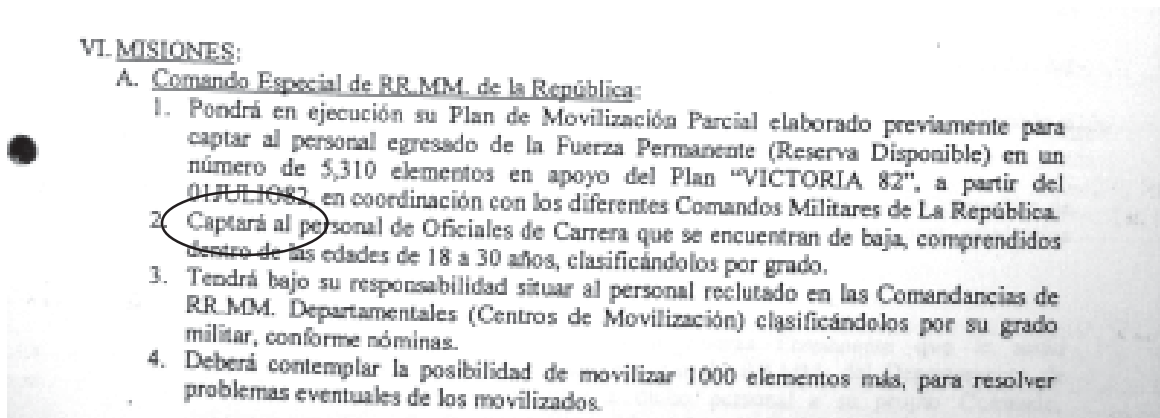 VI. MISIONES:
A. Comando Especial de RR.MM. de la República:
1. Pondrá en ejecución su Plan de Movilización Parcial elaborado previamente para
captar al personal egresado de la Fuerza Permanente (Reserva Disponible) en un
número de 5,310 elementos en apoyo del Plan “VICTORIA 82”, a partir del
01JULIO82, en coordinación con los diferentes Comandos Militares de La República.
2. Captará al personal de Oficiales de Carrera que se encuentran de baja, comprendidos
dentro de las edades de 18 a 30 años, clasificándolos por grado.
3. Tendrá bajo su responsabilidad situar al personal reclutado en las Comandancias de
RR.MM. Departamentales (Centros de Movilización) clasificándolos por su grado
militar, conforme nóminas.
4. Deberá contemplar la posibilidad de movilizar 1000 elementos más, para resolver
problemas eventuales de los movilizados.